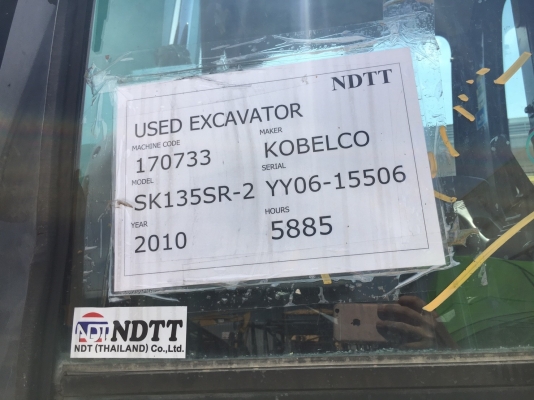 NDTT
USED EXCAVATOR
MACHINE CODE MAKER
170733 KOBELCO
MODEL SERIAL
SK135SR-2 YY06-15506
YEAR HOURS
2010 5885
NDT NDTT
NDT (THAILAND) Co.,Ltd.